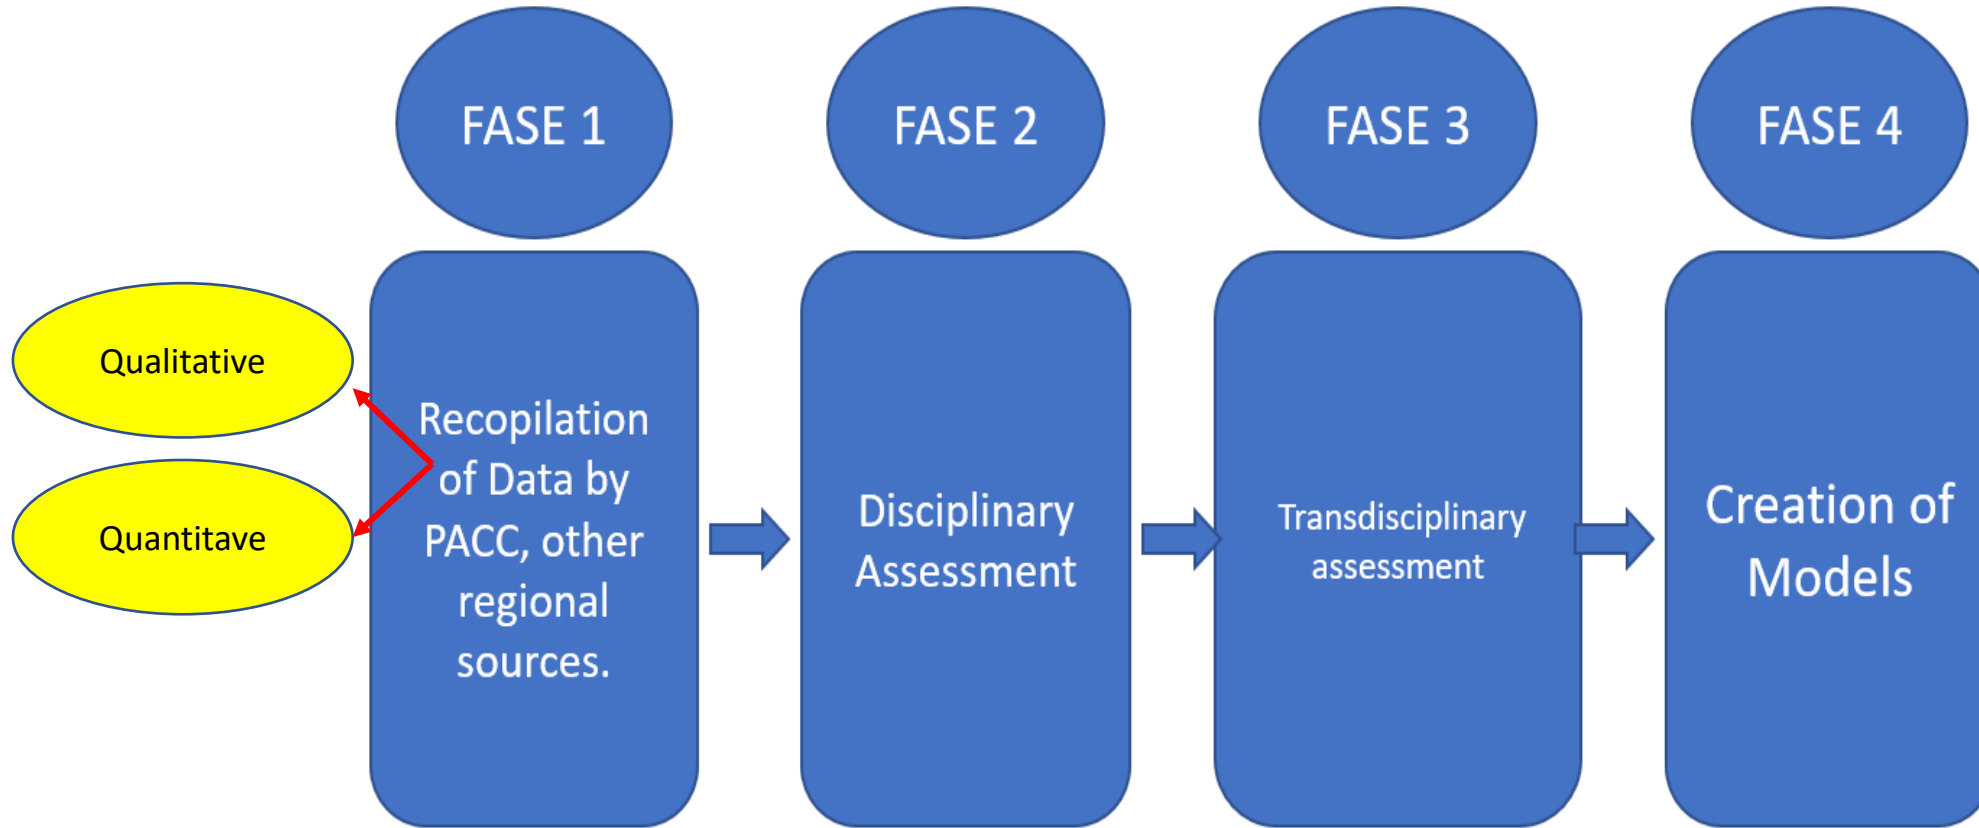 FASE 1
FASE 2
FASE 3
FASE 4
Qualitative
Quantitave
Recopilation
of Data by
PACC, other
regional
sources.
Disciplinary
Assessment
Transdisciplinary
assessment
Creation of
Models